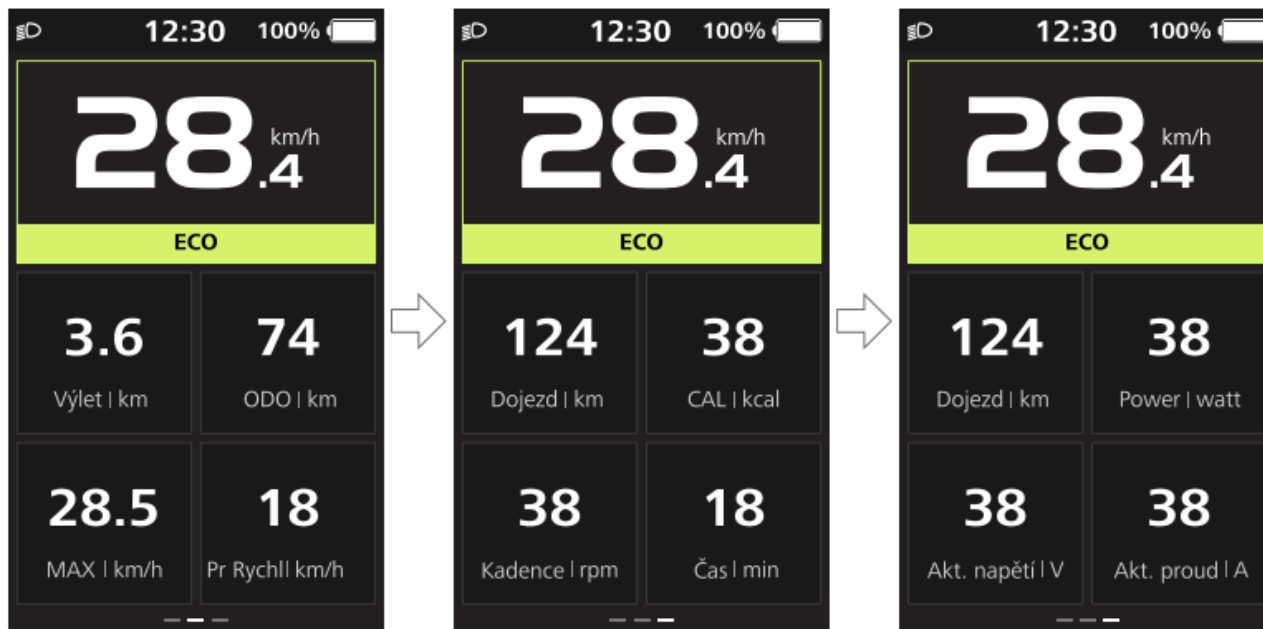 12:30 100%
28.4 km/h
ECO
3.6 74
Výlet | km ODO | km
28.5 18
MAX | km/h Pr Rychl| km/h
12:30 100%
28.4 km/h
ECO
124 38
Dojezd | km CAL | kcal
38 18
Kadence | rpm Čas | min
12:30 100%
28.4 km/h
ECO
124 38
Dojezd | km Power | watt
38 38
Akt. napětí | V Akt. proud | A